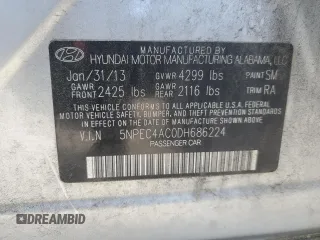 MANUFACTURED BY
HYUNDAI MOTOR MANUFACTURING ALABAMA, LLC
Jan/31/13 GVWR 4299 lbs PAINT SM
GAWR FRONT 2425 lbs GAWR REAR 2116 lbs TRIM RA
THIS VEHICLE CONFORMS TO ALL APPLICABLE U.S.A FEDERAL
MOTOR VEHICLE SAFETY, BUMPER, AND THEFT PREVENTION
STANDARDS IN EFFECT ON THE DATE OF MANUFACTURE
SHOWN ABOVE.
V.I.N 5NPEC4AC0DH686224
PASSENGER CAR
© DREAMBID
DREAMBID.COM